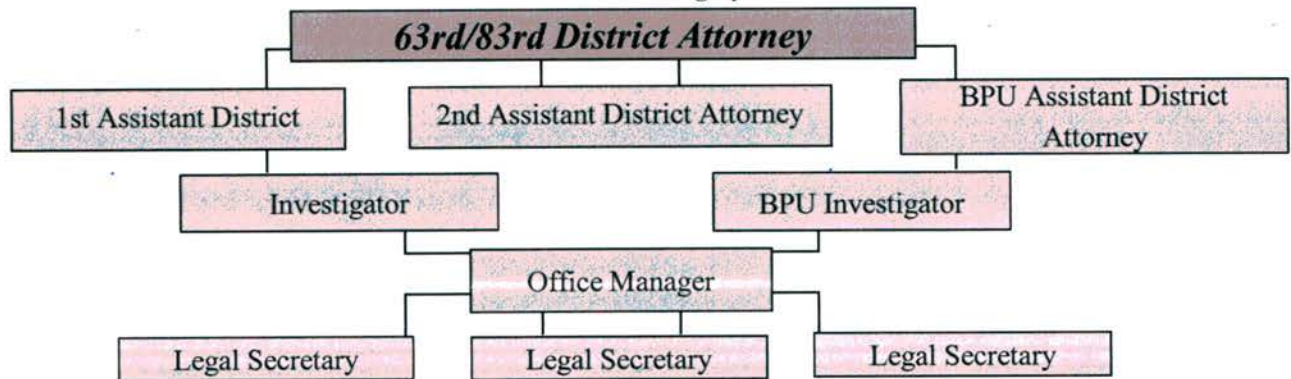 63rd/83rd District Attorney
1st Assistant District
2nd Assistant District Attorney
BPU Assistant District
Attorney
Investigator
BPU Investigator
Office Manager
Legal Secretary
Legal Secretary
Legal Secretary